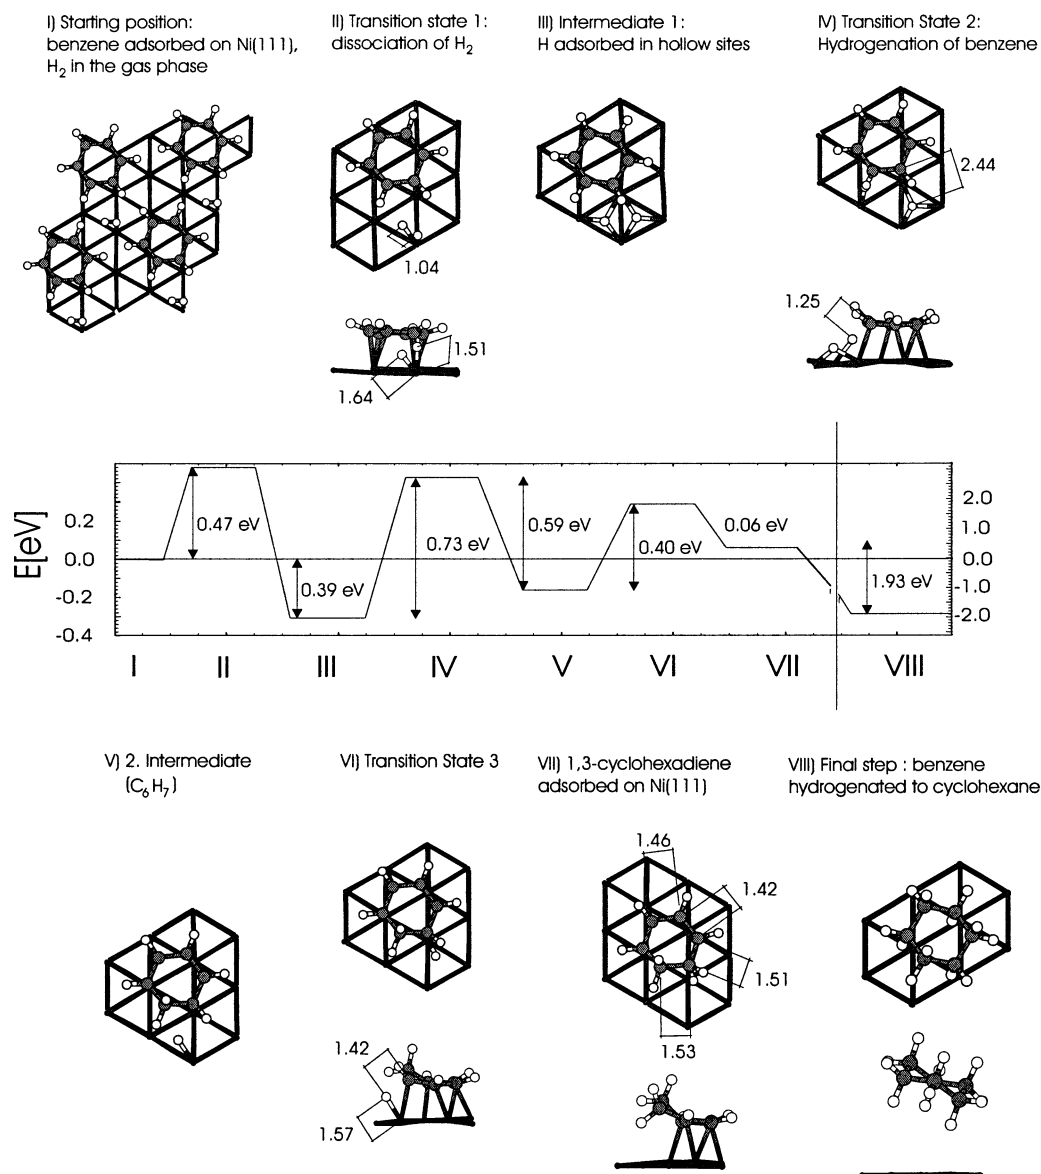 I) Starting position:
benzene adsorbed on Ni(111),
H2 in the gas phase
II) Transition state 1:
dissociation of H2
III) Intermediate 1:
H adsorbed in hollow sites
IV) Transition State 2:
Hydrogenation of benzene
2.44
1.04
1.25
1.51
1.64
E[eV]
0.2
0.0
-0.2
-0.4
0.47 eV
0.39 eV
0.73 eV
0.59 eV
0.40 eV
0.06 eV
1.93 eV
2.0
1.0
0.0
-1.0
-2.0
I II III IV V VI VII VIII
V) 2. Intermediate
(C6H7)
VI) Transition State 3
VII) 1,3-cyclohexadiene
adsorbed on Ni(111)
VIII) Final step : benzene
hydrogenated to cyclohexane
1.46
1.42
1.51
1.53
1.42
1.57